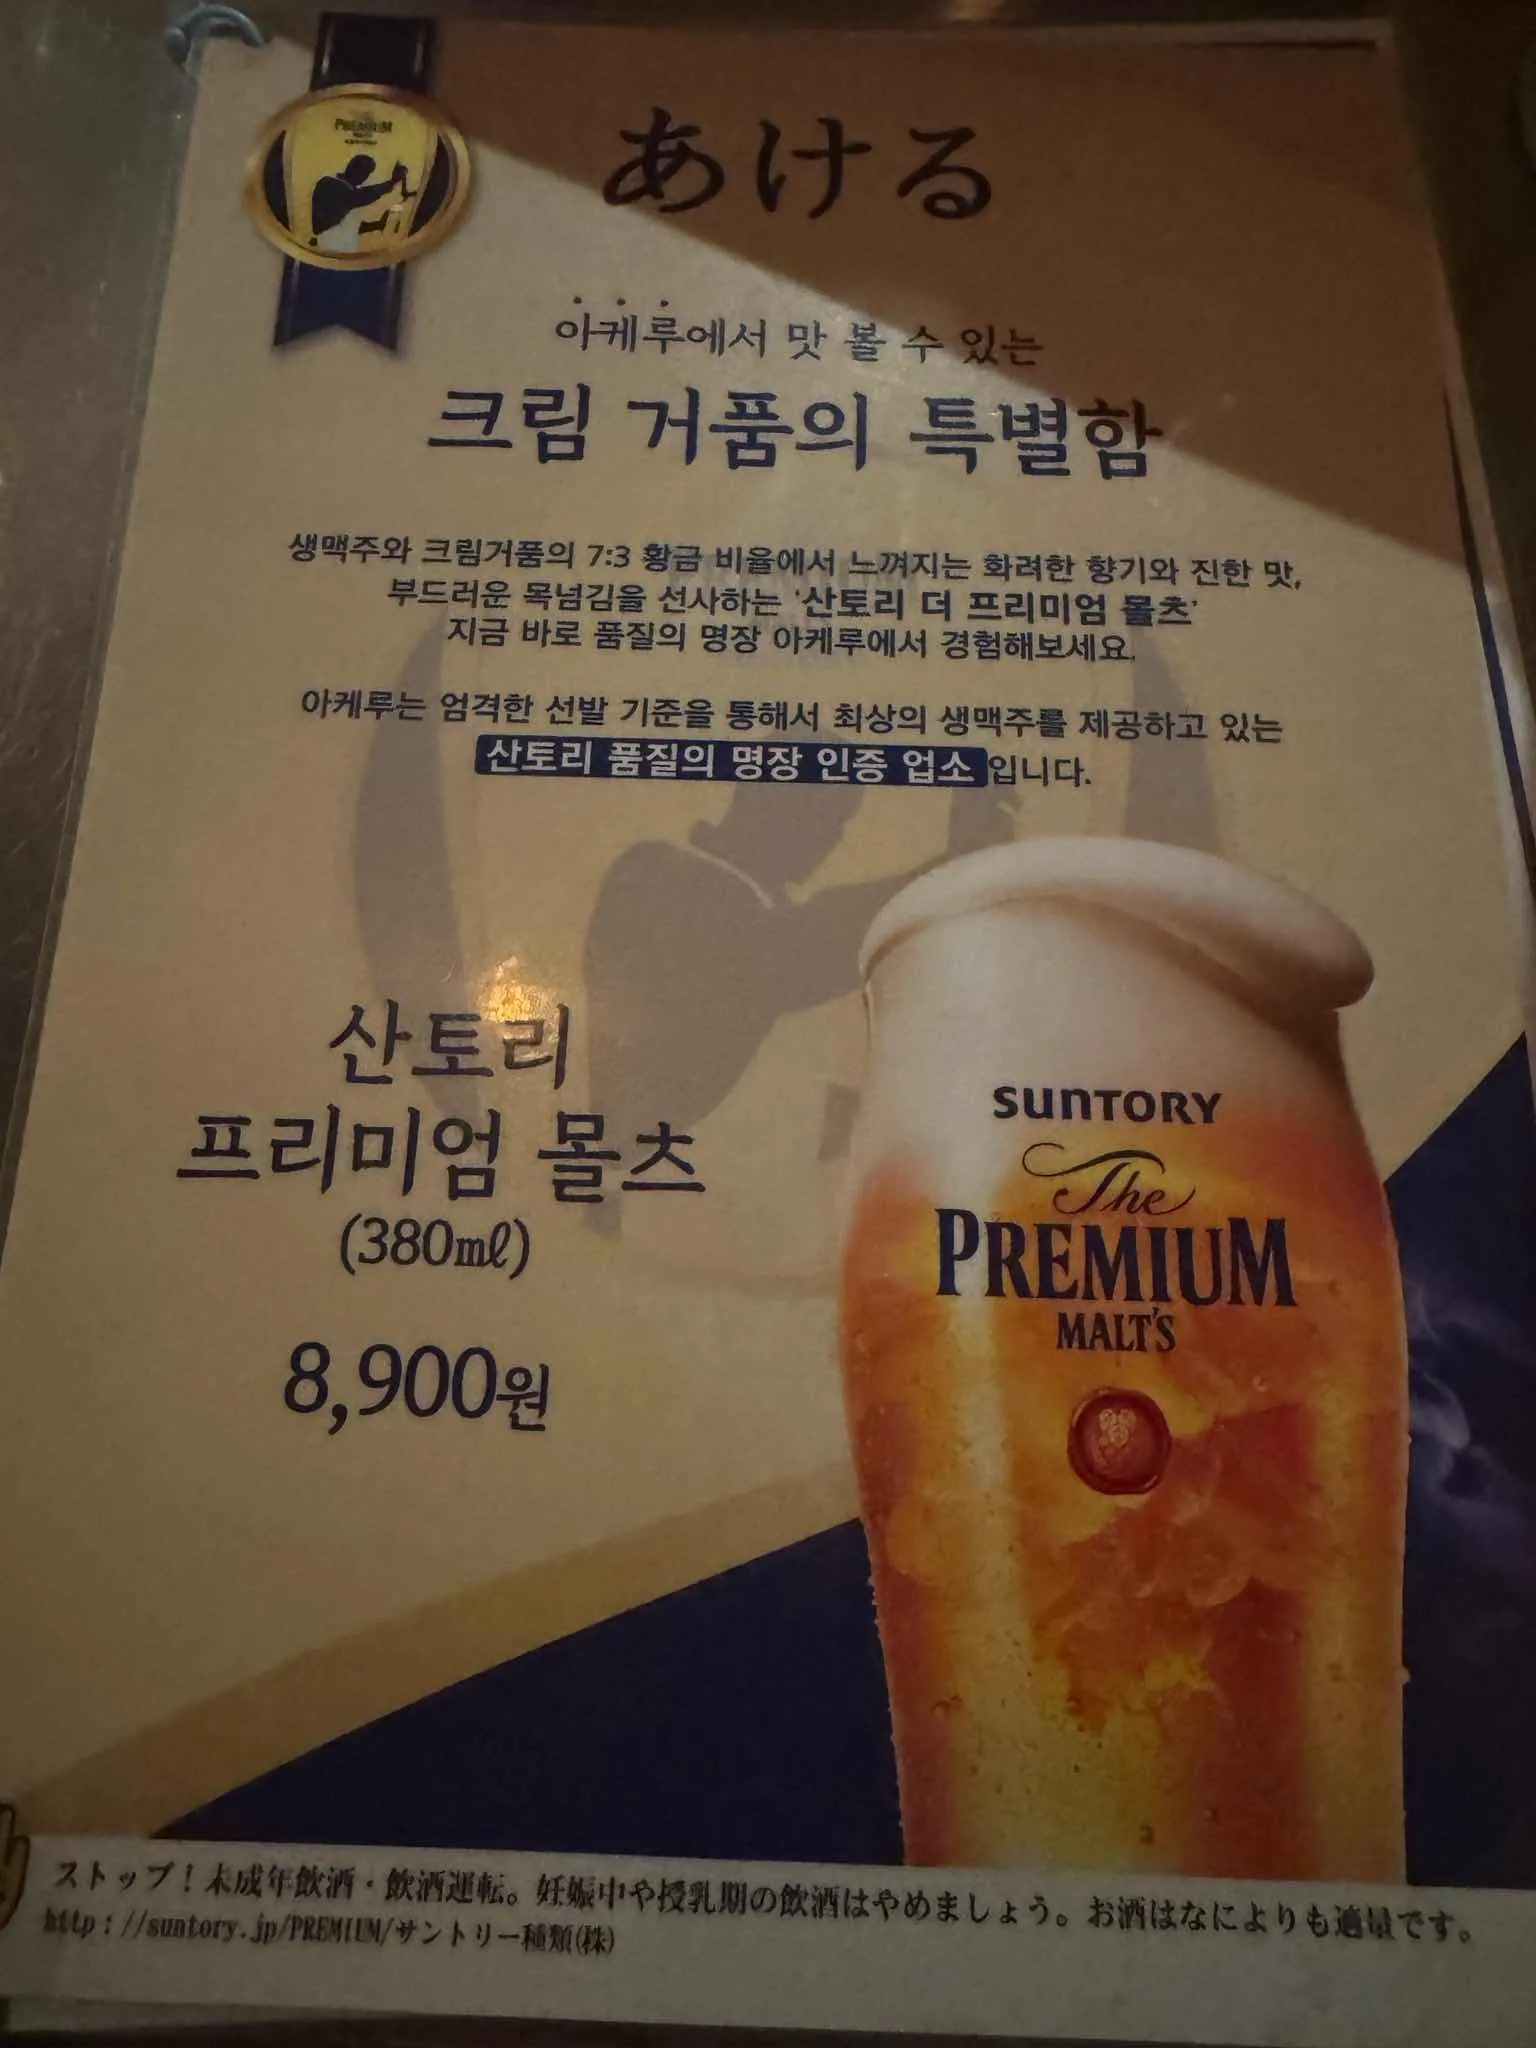 PREMIUM
あける
아케루에서 맛 볼 수 있는
크림 거품의 특별함
생맥주와 크림거품의 7:3 황금 비율에서 느껴지는 화려한 향기와 진한 맛,
부드러운 목넘김을 선사하는 '산토리 더 프리미엄 몰츠'
지금 바로 품질의 명장 아케루에서 경험해보세요.
아케루는 엄격한 선발 기준을 통해서 최상의 생맥주를 제공하고 있는
산토리 품질의 명장 인증 업소입니다.
산토리
프리미엄 몰츠
(380㎖)
8,900원
SUNTORY
The
PREMIUM
MALT'S
ストップ！未成年飲酒・飲酒運転。妊娠中や授乳期の飲酒はやめましょう。お酒はなによりも適量です。
http://suntory.jp/PREMIUM/サントリー種類(株)